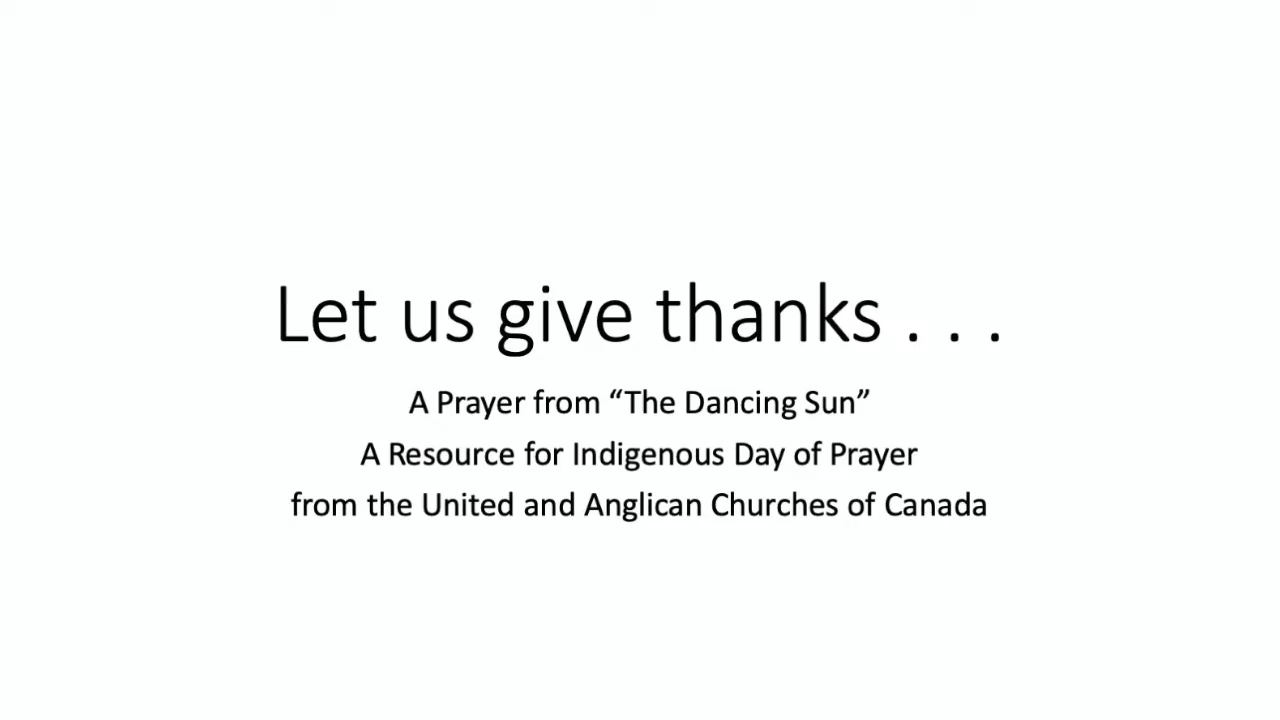 Let us give thanks . . .
A Prayer from “The Dancing Sun”
A Resource for Indigenous Day of Prayer
from the United and Anglican Churches of Canada